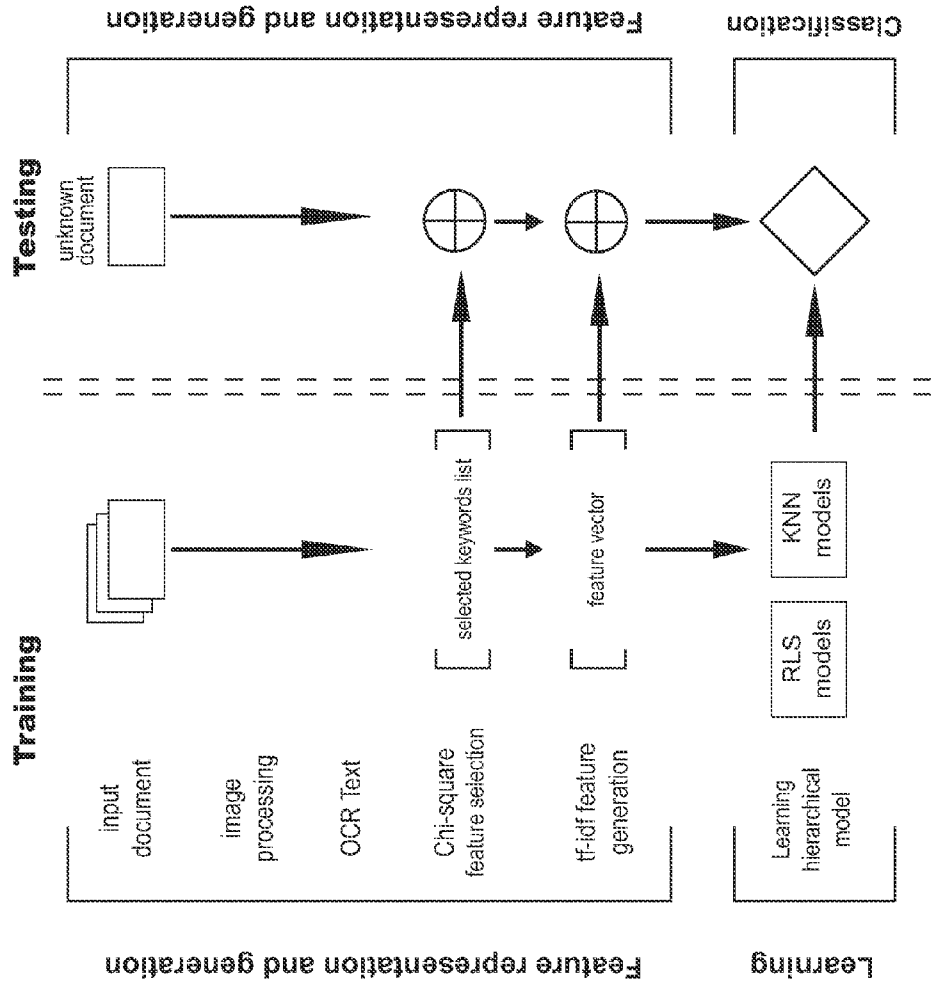 Training
Testing
Feature representation and generation
input
document
image
processing
OCR Text
Chi-square
feature selection
tf-idf feature
generation
selected keywords list
feature vector
Learning
Learning
hierarchical
model
RLS
models
KNN
models
unknown
document
Feature representation and generation
Classification